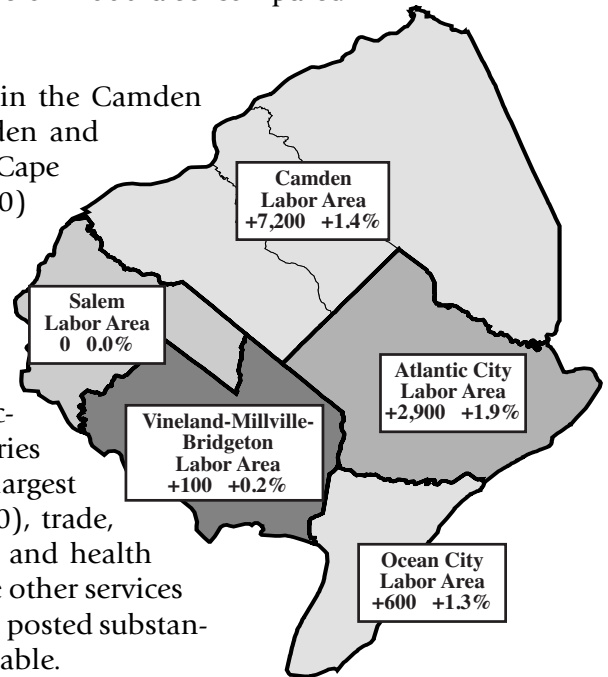 in the Camden
den and
Cape
0)
Camden
Labor Area
+7,200 +1.4%
Salem
Labor Area
0 0.0%
Atlantic City
Labor Area
+2,900 +1.9%
Vineland-Millville-
Bridgeton
Labor Area
+100 +0.2%
Ocean City
Labor Area
+600 +1.3%
c-
ries
largest
0), trade,
and health
e other services
posted substan-
able.